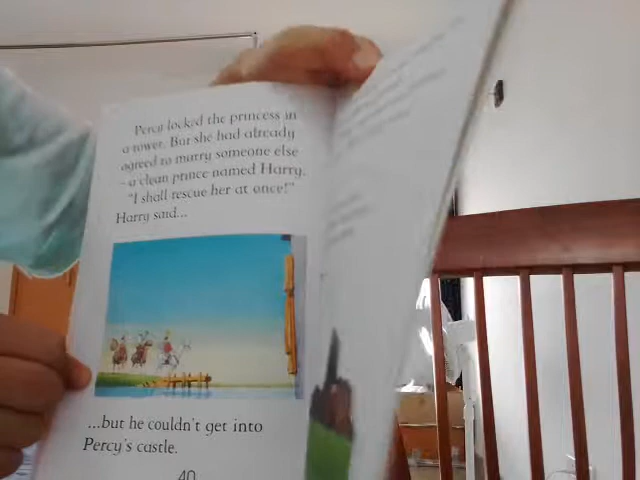 Percy locked the princess in
a tower. But she had already
agreed to marry someone else
– a clean prince named Harry.
"I shall rescue her at once!"
Harry said...
...but he couldn't get into
Percy's castle.
40